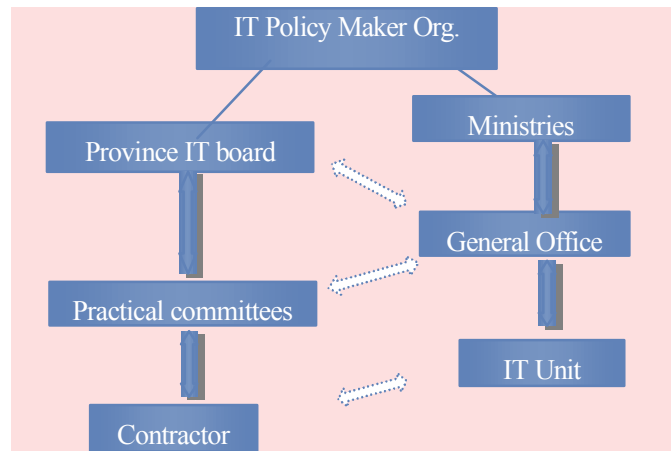 IT Policy Maker Org.
Ministries
Province IT board
General Office
Practical committees
IT Unit
Contractor